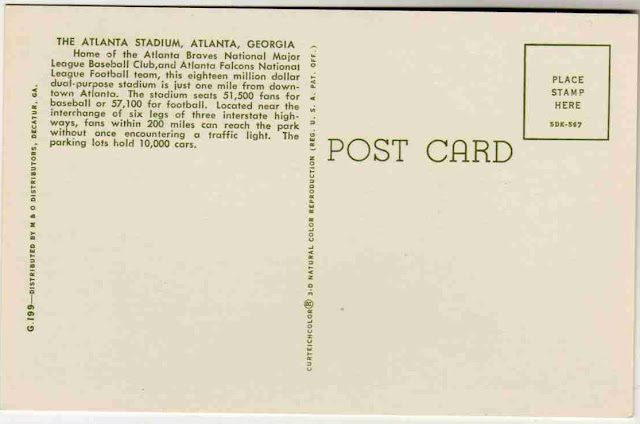 THE ATLANTA STADIUM, ATLANTA, GEORGIA
Home of the Atlanta Braves National Major
League Baseball Club,and Atlanta Falcons National
League Football team, this eighteen million dollar
dual-purpose stadium is just one mile from down-
town Atlanta. The stadium seats 51,500 fans for
baseball or 57,100 for football. Located near the
interchange of six legs of three interstate high-
ways, fans within 200 miles can reach the park
without once encountering a traffic light. The
parking lots hold 10,000 cars.
G.199—DISTRIBUTED BY M & O DISTRIBUTORS, DECATUR, GA.
CURTEICHCOLOR® 3-D NATURAL COLOR REPRODUCTION (REG. U. S. A. PAT. OFF.)
POST CARD
PLACE
STAMP
HERE
5DK-567